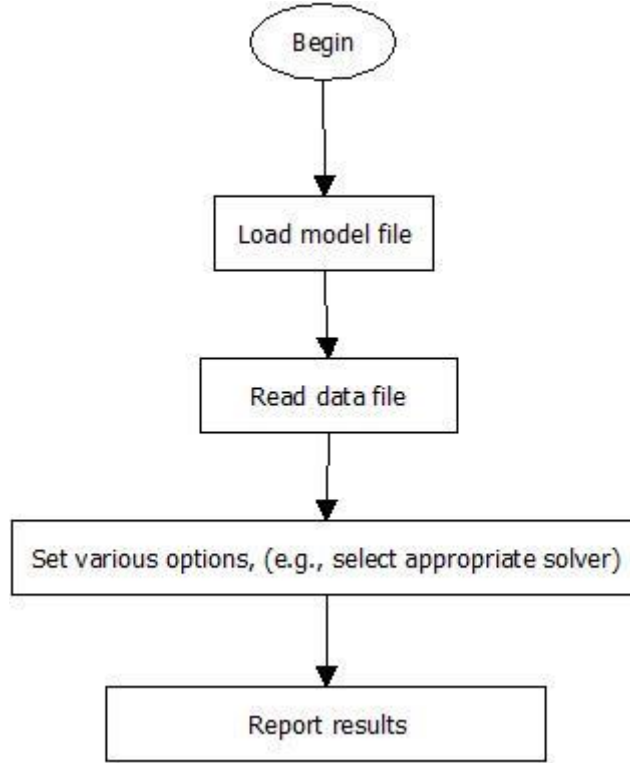 Begin
Load model file
Read data file
Set various options, (e.g., select appropriate solver)
Report results